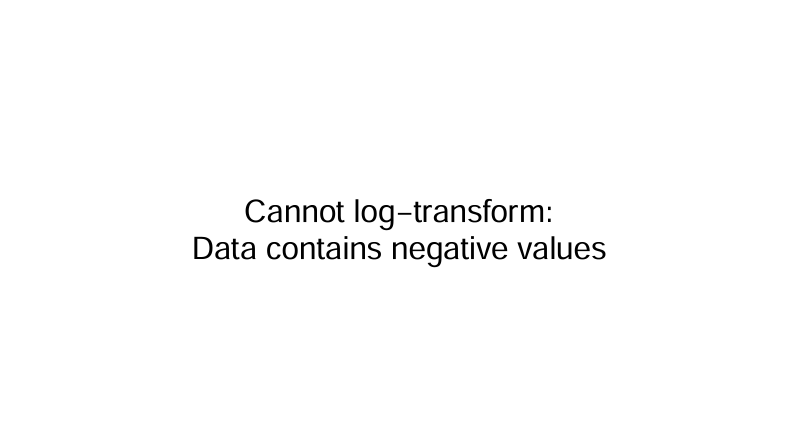 Cannot log−transform:
Data contains negative values